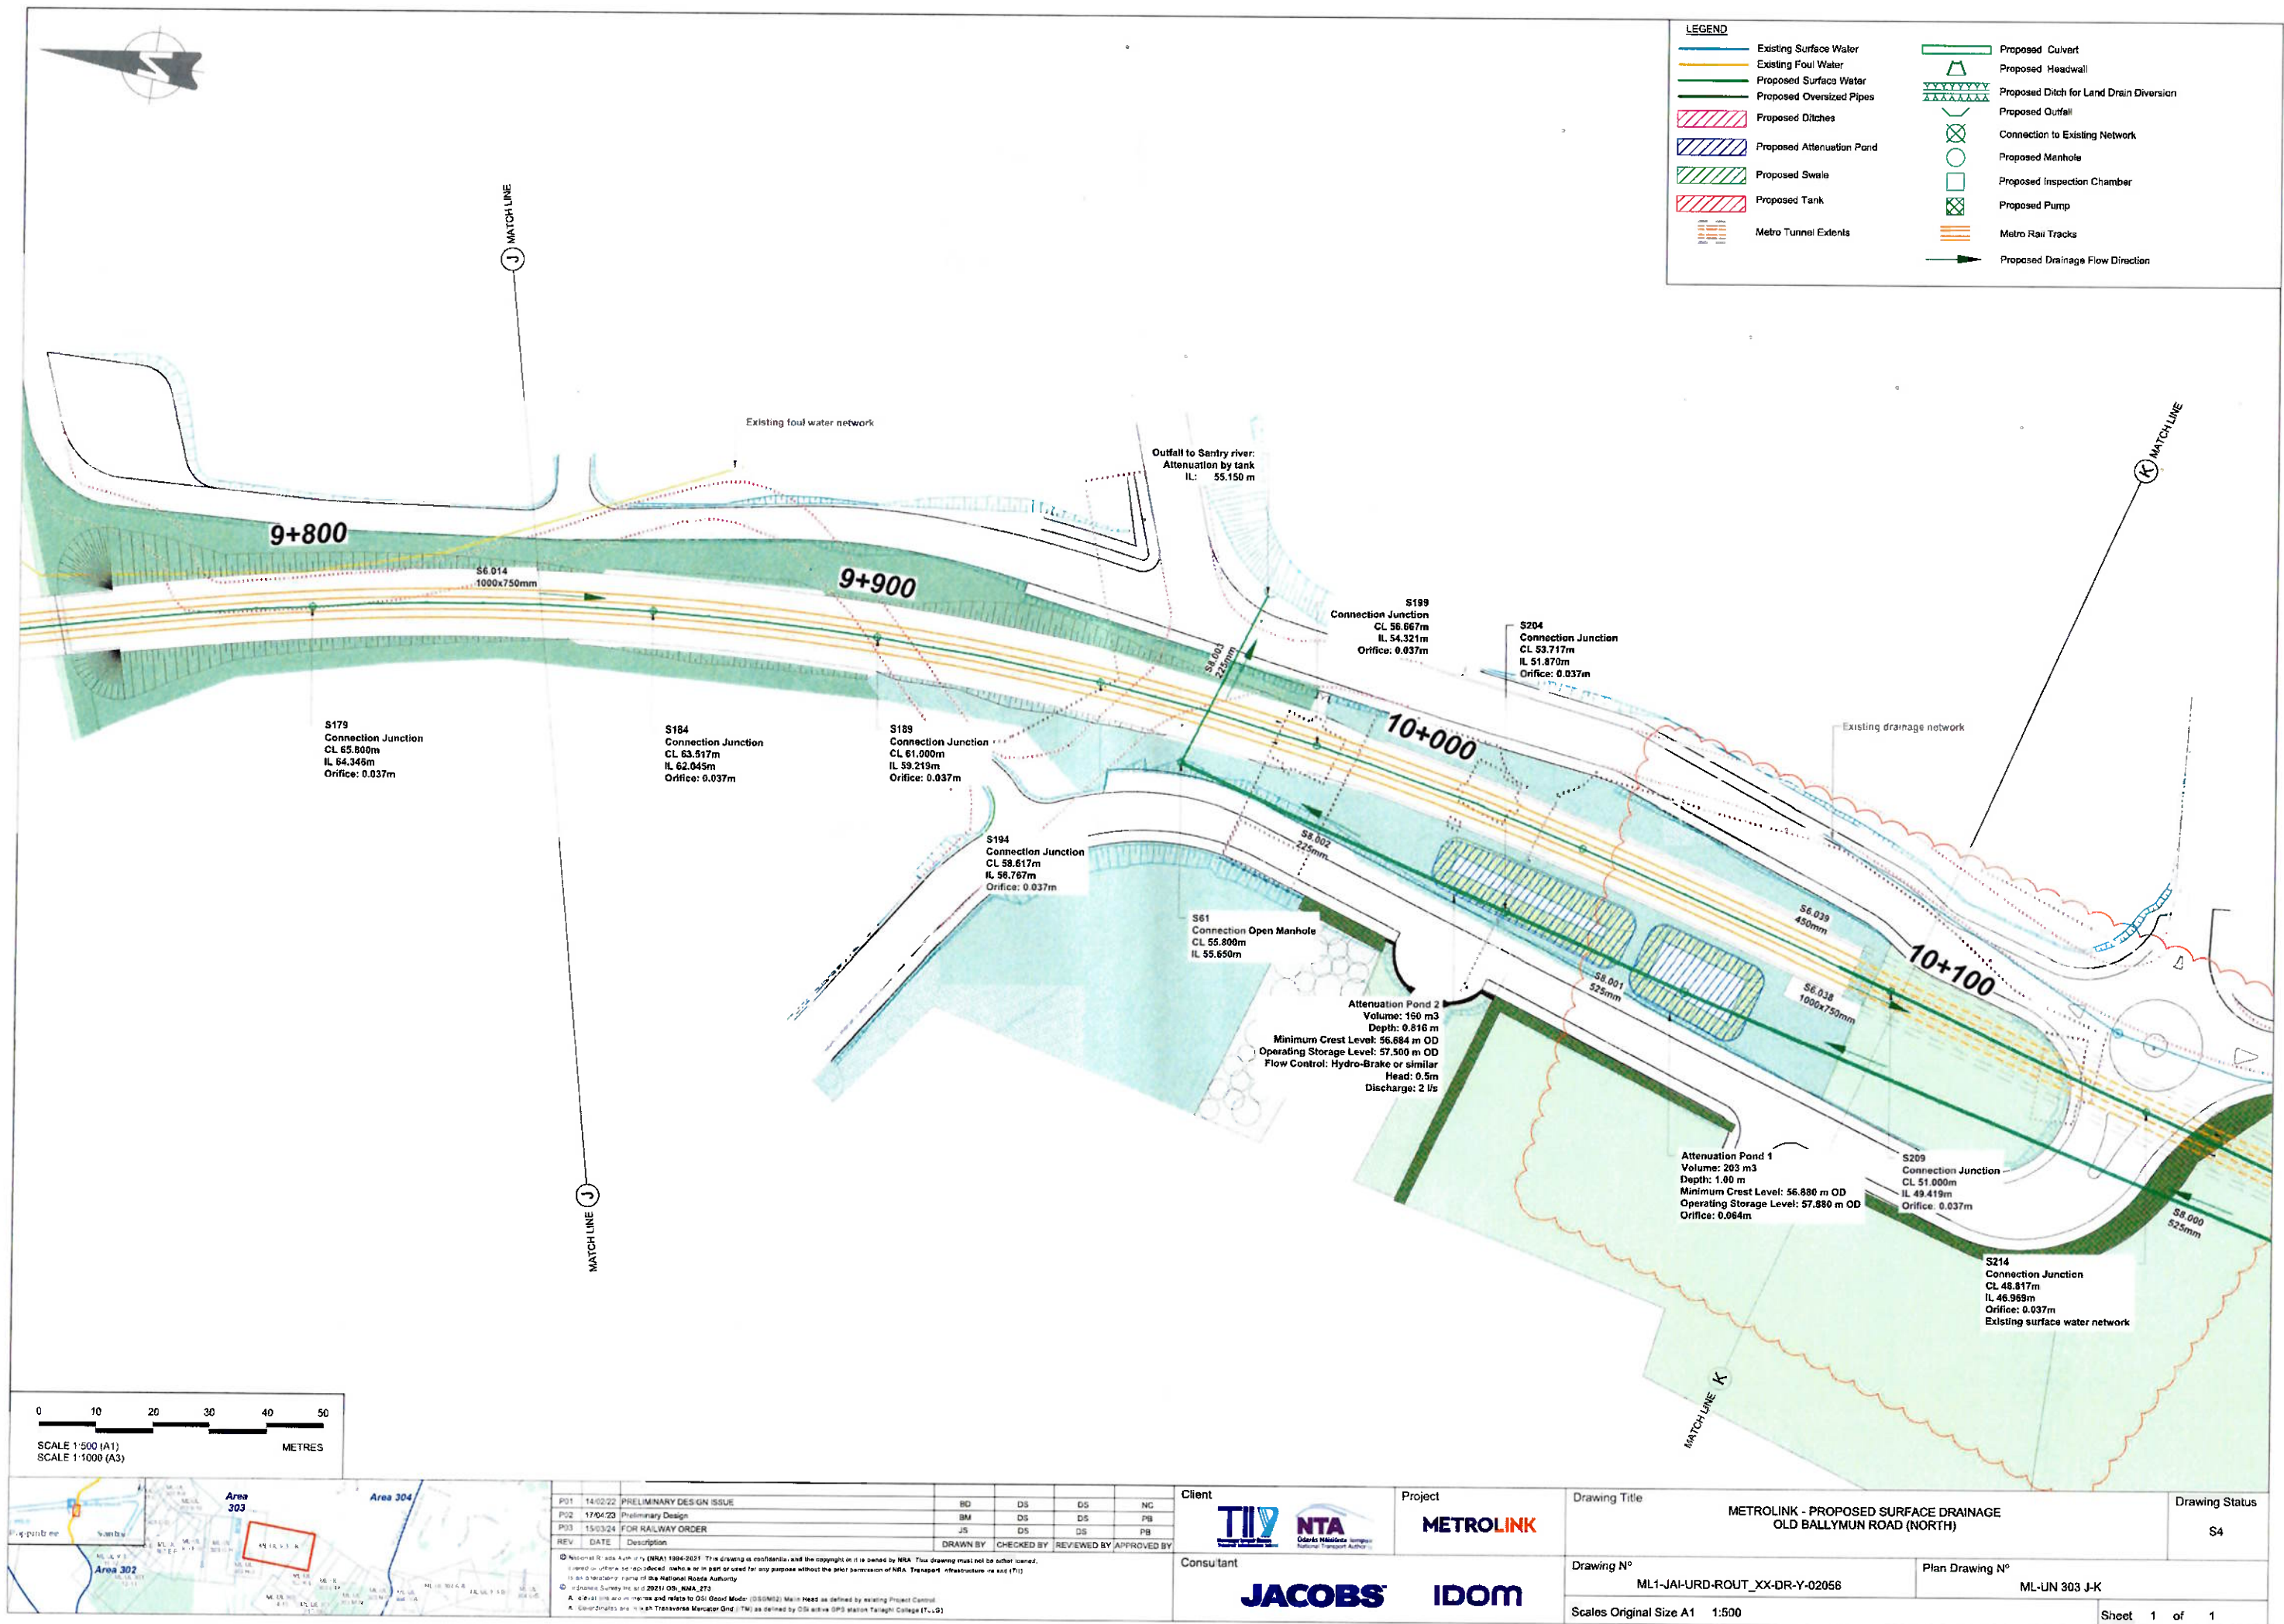 LEGEND
Existing Surface Water
Existing Foul Water
Proposed Surface Water
Proposed Oversized Pipes
Proposed Ditches
Proposed Attenuation Pond
Proposed Swale
Proposed Tank
Metro Tunnel Extents
Proposed Culvert
Proposed Headwall
Proposed Ditch for Land Drain Diversion
Proposed Outfall
Connection to Existing Network
Proposed Manhole
Proposed Inspection Chamber
Proposed Pump
Metro Rail Tracks
Proposed Drainage Flow Direction
J MATCH LINE
K MATCH LINE
Existing foul water network
Outfall to Santry river:
Attenuation by tank
IL: 55.150 m
9+800
S6.014
1000x750mm
9+900
S8.003
225mm
S199
Connection Junction
CL 56.667m
IL 54.321m
Orifice: 0.037m
S204
Connection Junction
CL 53.717m
IL 51.870m
Orifice: 0.037m
10+000
Existing drainage network
S179
Connection Junction
CL 65.800m
IL 64.346m
Orifice: 0.037m
S184
Connection Junction
CL 63.517m
IL 62.045m
Orifice: 0.037m
S189
Connection Junction
CL 61.000m
IL 59.219m
Orifice: 0.037m
S194
Connection Junction
CL 58.617m
IL 56.767m
Orifice: 0.037m
S8.002
225mm
S61
Connection Open Manhole
CL 55.800m
IL 55.650m
S6.039
450mm
10+100
S8.001
525mm
S6.038
1000x750mm
Attenuation Pond 2
Volume: 160 m3
Depth: 0.816 m
Minimum Crest Level: 56.684 m OD
Operating Storage Level: 57.500 m OD
Flow Control: Hydro-Brake or similar
Head: 0.5m
Discharge: 2 l/s
Attenuation Pond 1
Volume: 203 m3
Depth: 1.00 m
Minimum Crest Level: 56.880 m OD
Operating Storage Level: 57.880 m OD
Orifice: 0.064m
S209
Connection Junction
CL 51.000m
IL 49.419m
Orifice: 0.037m
S8.000
525mm
S214
Connection Junction
CL 48.817m
IL 46.969m
Orifice: 0.037m
Existing surface water network
MATCH LINE J
MATCH LINE K
0 10 20 30 40 50
SCALE 1:500 (A1) METRES
SCALE 1:1000 (A3)
Area 303
Area 304
Area 302
Santry
P01 14/02/22 PRELIMINARY DESIGN ISSUE BD DS DS NC
P02 17/04/23 Preliminary Design BM DS DS PB
P03 15/03/24 FOR RAILWAY ORDER JS DS DS PB
REV DATE Description DRAWN BY CHECKED BY REVIEWED BY APPROVED BY
Client
TII
NTA
National Transport Authority
Project
METROLINK
Consultant
JACOBS
IDOM
Drawing Title
METROLINK - PROPOSED SURFACE DRAINAGE
OLD BALLYMUN ROAD (NORTH)
Drawing Status
S4
Drawing Nº
ML1-JAI-URD-ROUT_XX-DR-Y-02056
Plan Drawing Nº
ML-UN 303 J-K
Scales Original Size A1 1:500
Sheet 1 of 1